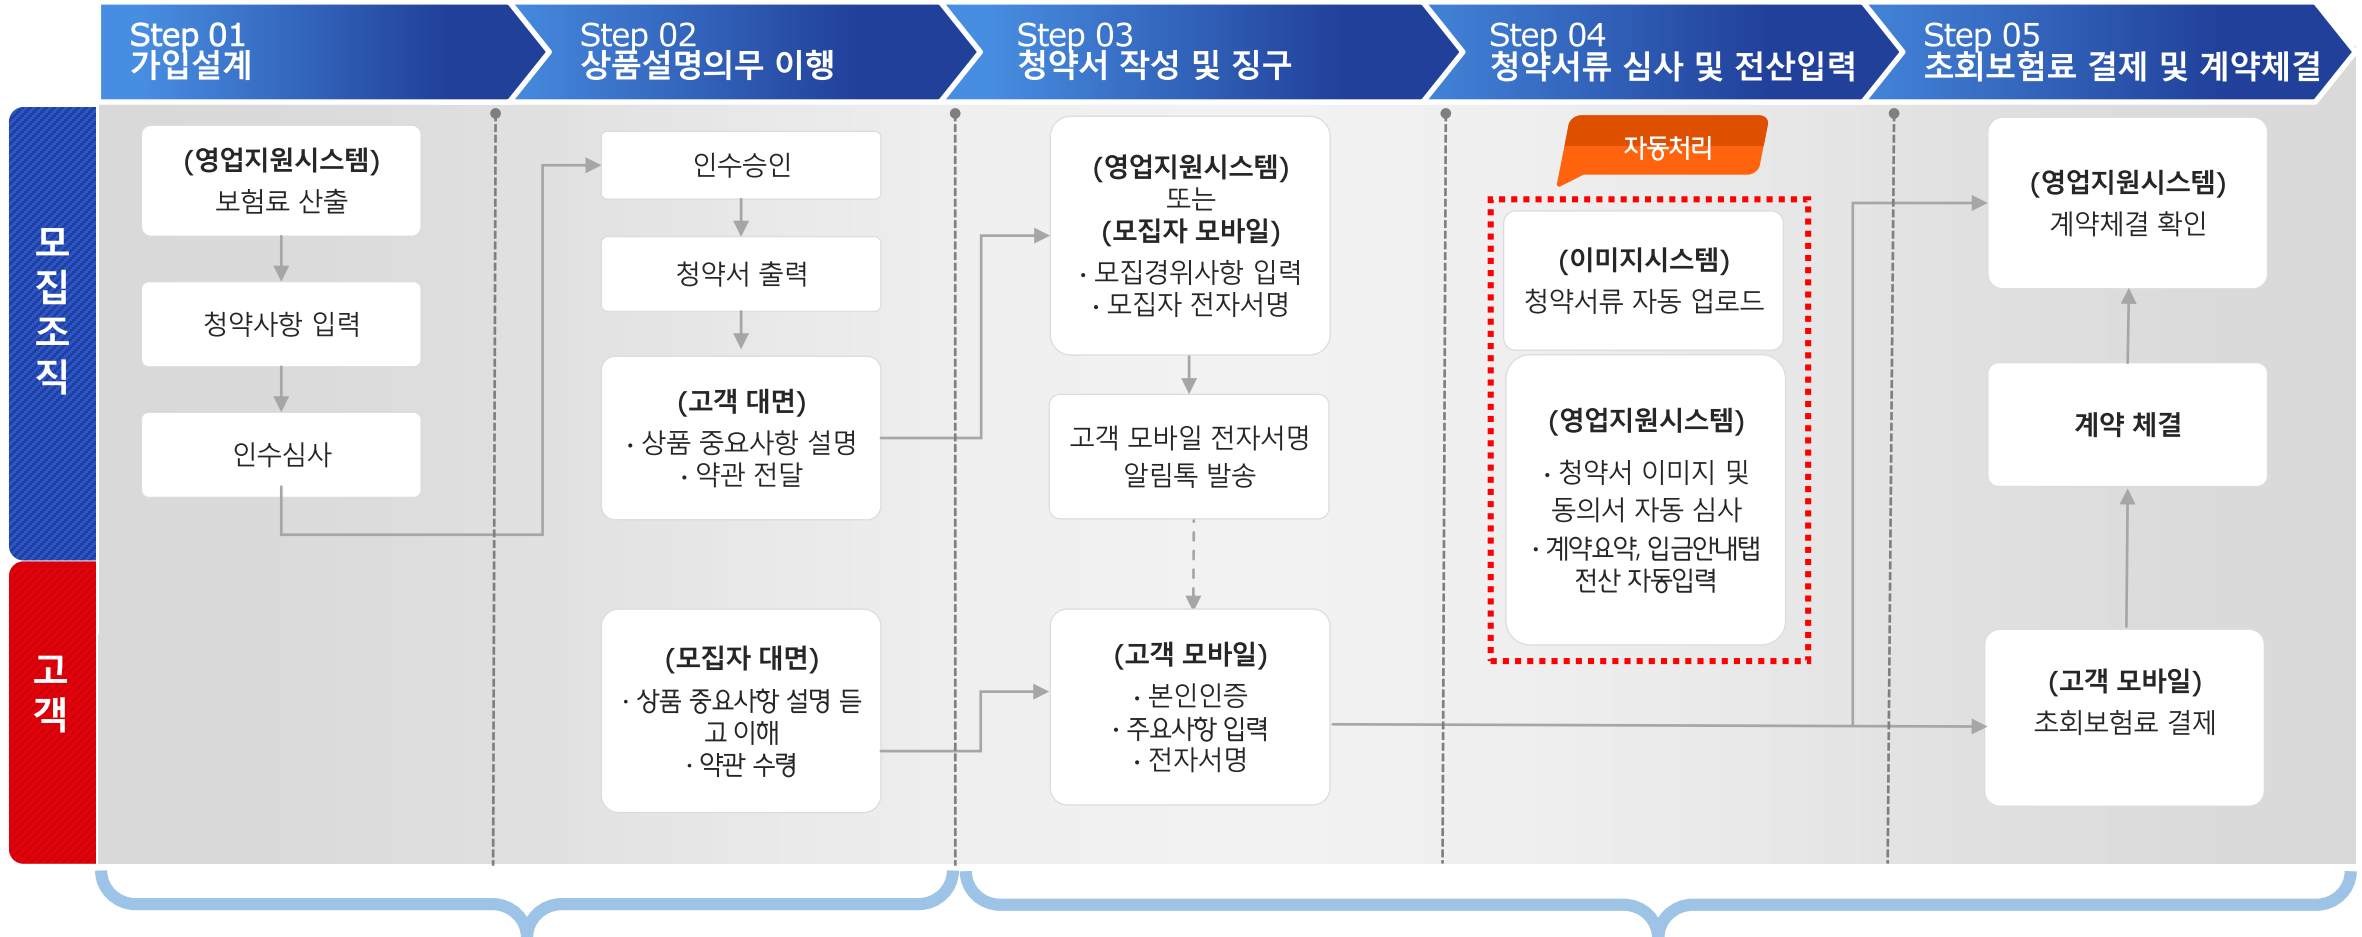 Step 01
가입설계
Step 02
상품설명의무 이행
Step 03
청약서 작성 및 징구
Step 04
청약서류 심사 및 전산입력
Step 05
초회보험료 결제 및 계약체결
모
집
조
직
고
객
(영업지원시스템)
보험료 산출
청약사항 입력
인수심사
인수승인
청약서 출력
(고객 대면)
· 상품 중요사항 설명
· 약관 전달
(모집자 대면)
· 상품 중요사항 설명 듣
고 이해
· 약관 수령
(영업지원시스템)
또는
(모집자 모바일)
· 모집경위사항 입력
· 모집자 전자서명
고객 모바일 전자서명
알림톡 발송
(고객 모바일)
· 본인인증
· 주요사항 입력
· 전자서명
자동처리
(이미지시스템)
청약서류 자동 업로드
(영업지원시스템)
· 청약서 이미지 및
동의서 자동 심사
· 계약요약, 입금안내탭
전산 자동입력
(영업지원시스템)
계약체결 확인
계약 체결
(고객 모바일)
초회보험료 결제